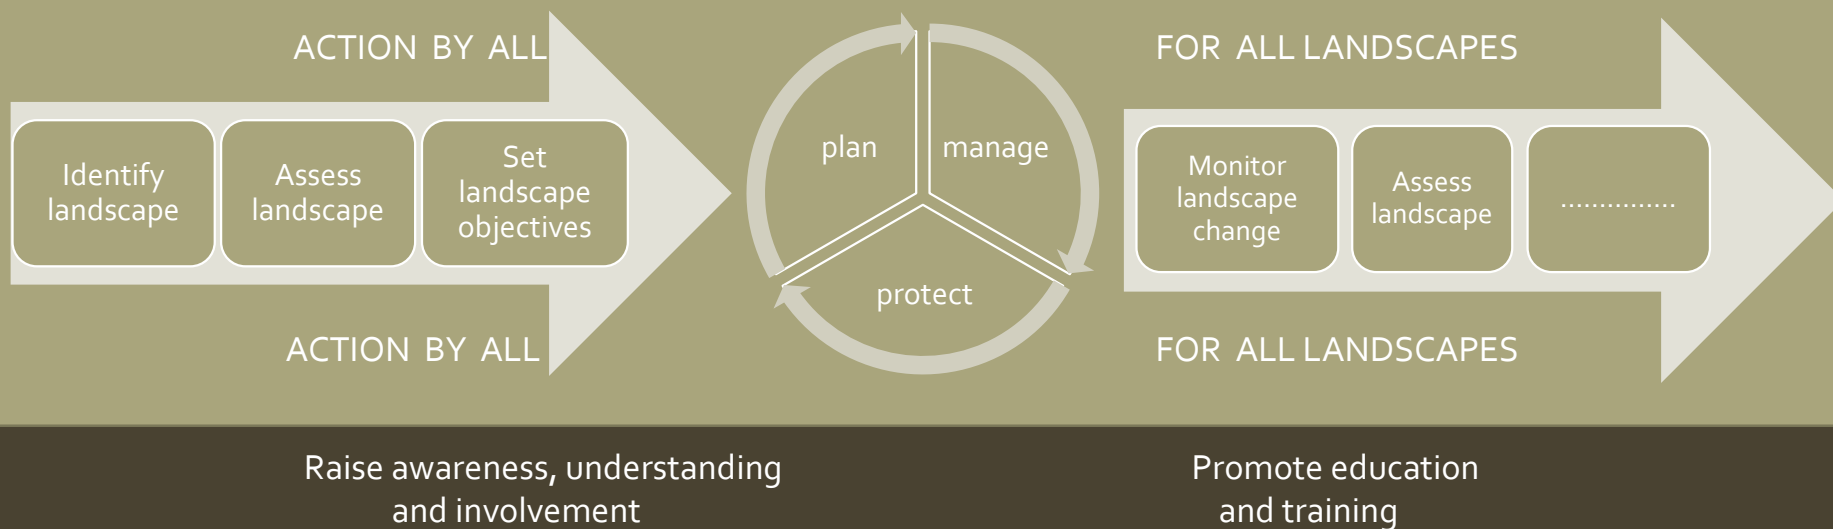 ACTION BY ALL
FOR ALL LANDSCAPES
Identify
landscape
Assess
landscape
Set
landscape
objectives
plan
manage
protect
Monitor
landscape
change
Assess
landscape
...............
ACTION BY ALL
FOR ALL LANDSCAPES
Raise awareness, understanding
and involvement
Promote education
and training